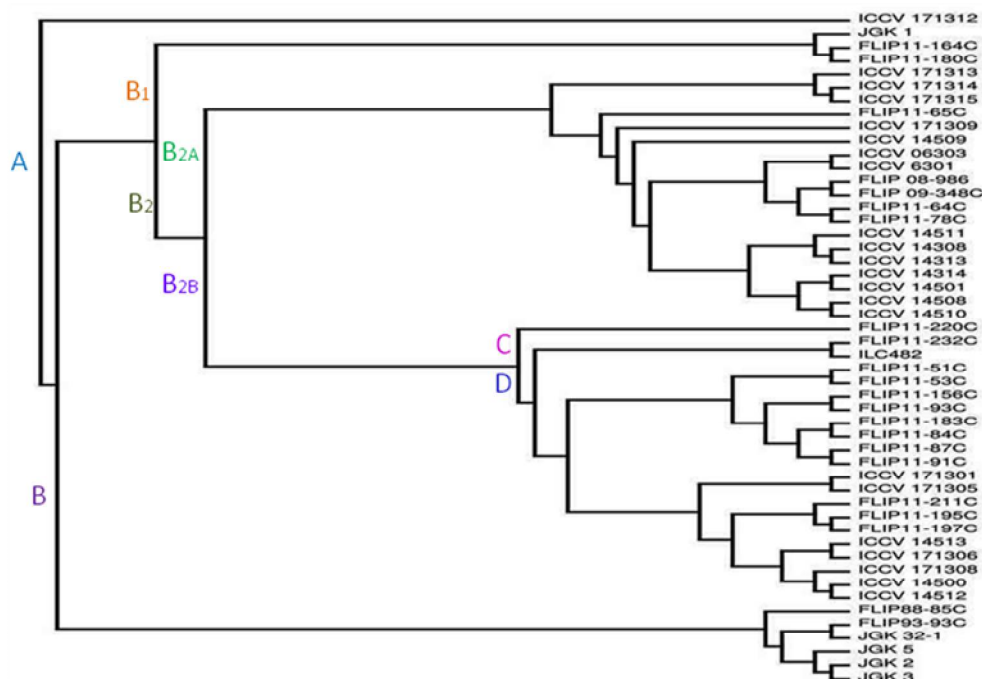 ICCV 171312
JGK 1
FLIP11-164C
FLIP11-180C
ICCV 171313
ICCV 171314
ICCV 171315
FLIP11-65C
ICCV 171309
ICCV 14509
ICCV 06303
ICCV 6301
FLIP 08-986
FLIP 09-348C
FLIP11-64C
FLIP11-78C
ICCV 14511
ICCV 14308
ICCV 14313
ICCV 14314
ICCV 14501
ICCV 14508
ICCV 14510
FLIP11-220C
FLIP11-232C
ILC482
FLIP11-51C
FLIP11-53C
FLIP11-156C
FLIP11-93C
FLIP11-183C
FLIP11-84C
FLIP11-87C
FLIP11-91C
ICCV 171301
ICCV 171305
FLIP11-211C
FLIP11-195C
FLIP11-197C
ICCV 14513
ICCV 171306
ICCV 171308
ICCV 14500
ICCV 14512
FLIP88-85C
FLIP93-93C
JGK 32-1
JGK 5
JGK 2
JGK 3
A
B
B1
B2
B2A
B2B
C
D